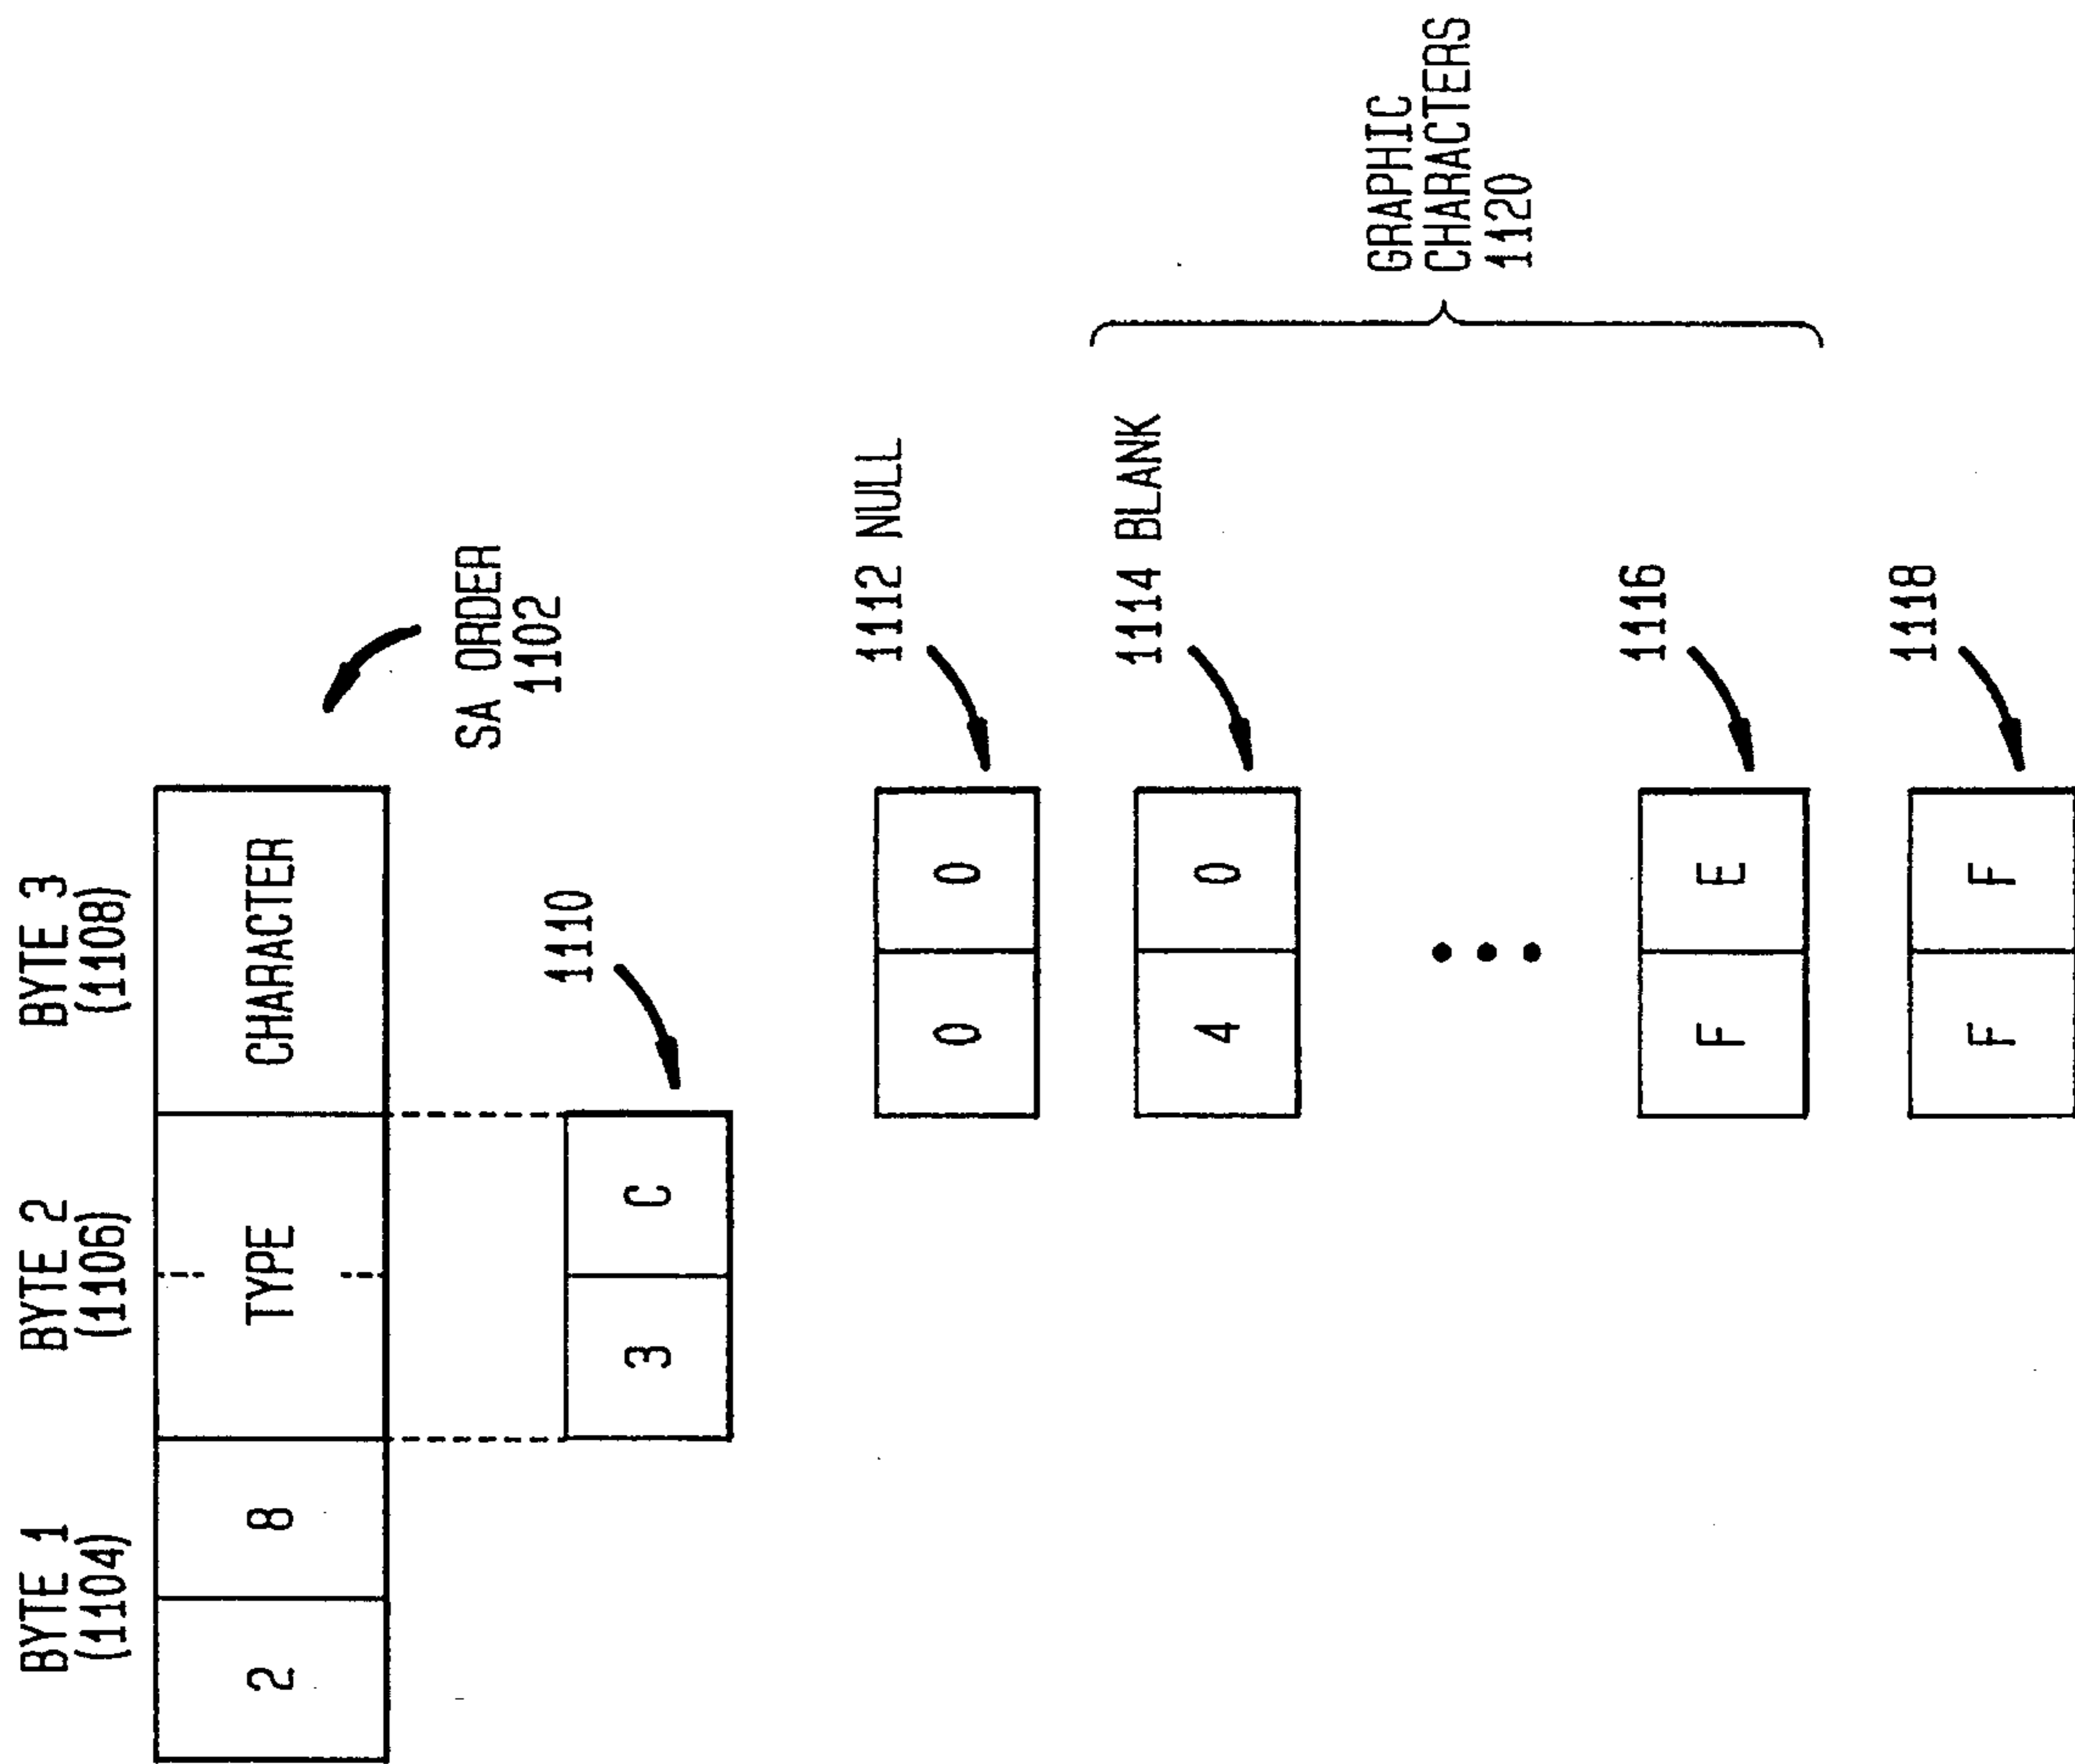 BYTE 1
(1104)
BYTE 2
(1106)
BYTE 3
(1108)
2
8
TYPE
CHARACTER
SA ORDER
1102
3
C
1110
0
0
1112 NULL
4
0
1114 BLANK
GRAPHIC
CHARACTERS
1120
F
E
1116
F
F
1118